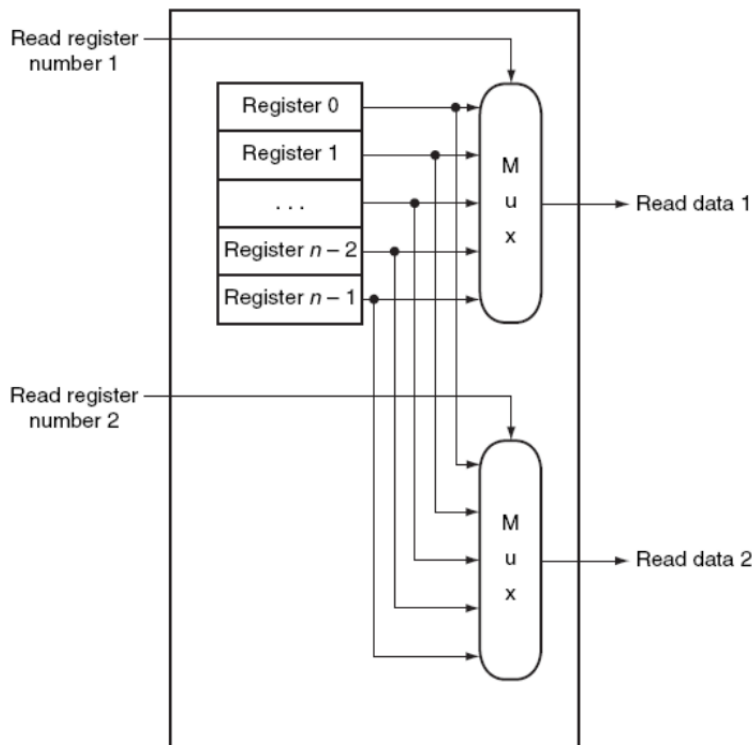 Read register
number 1
Register 0
Register 1
. . .
Register n – 2
Register n – 1
M
u
x
Read data 1
Read register
number 2
M
u
x
Read data 2